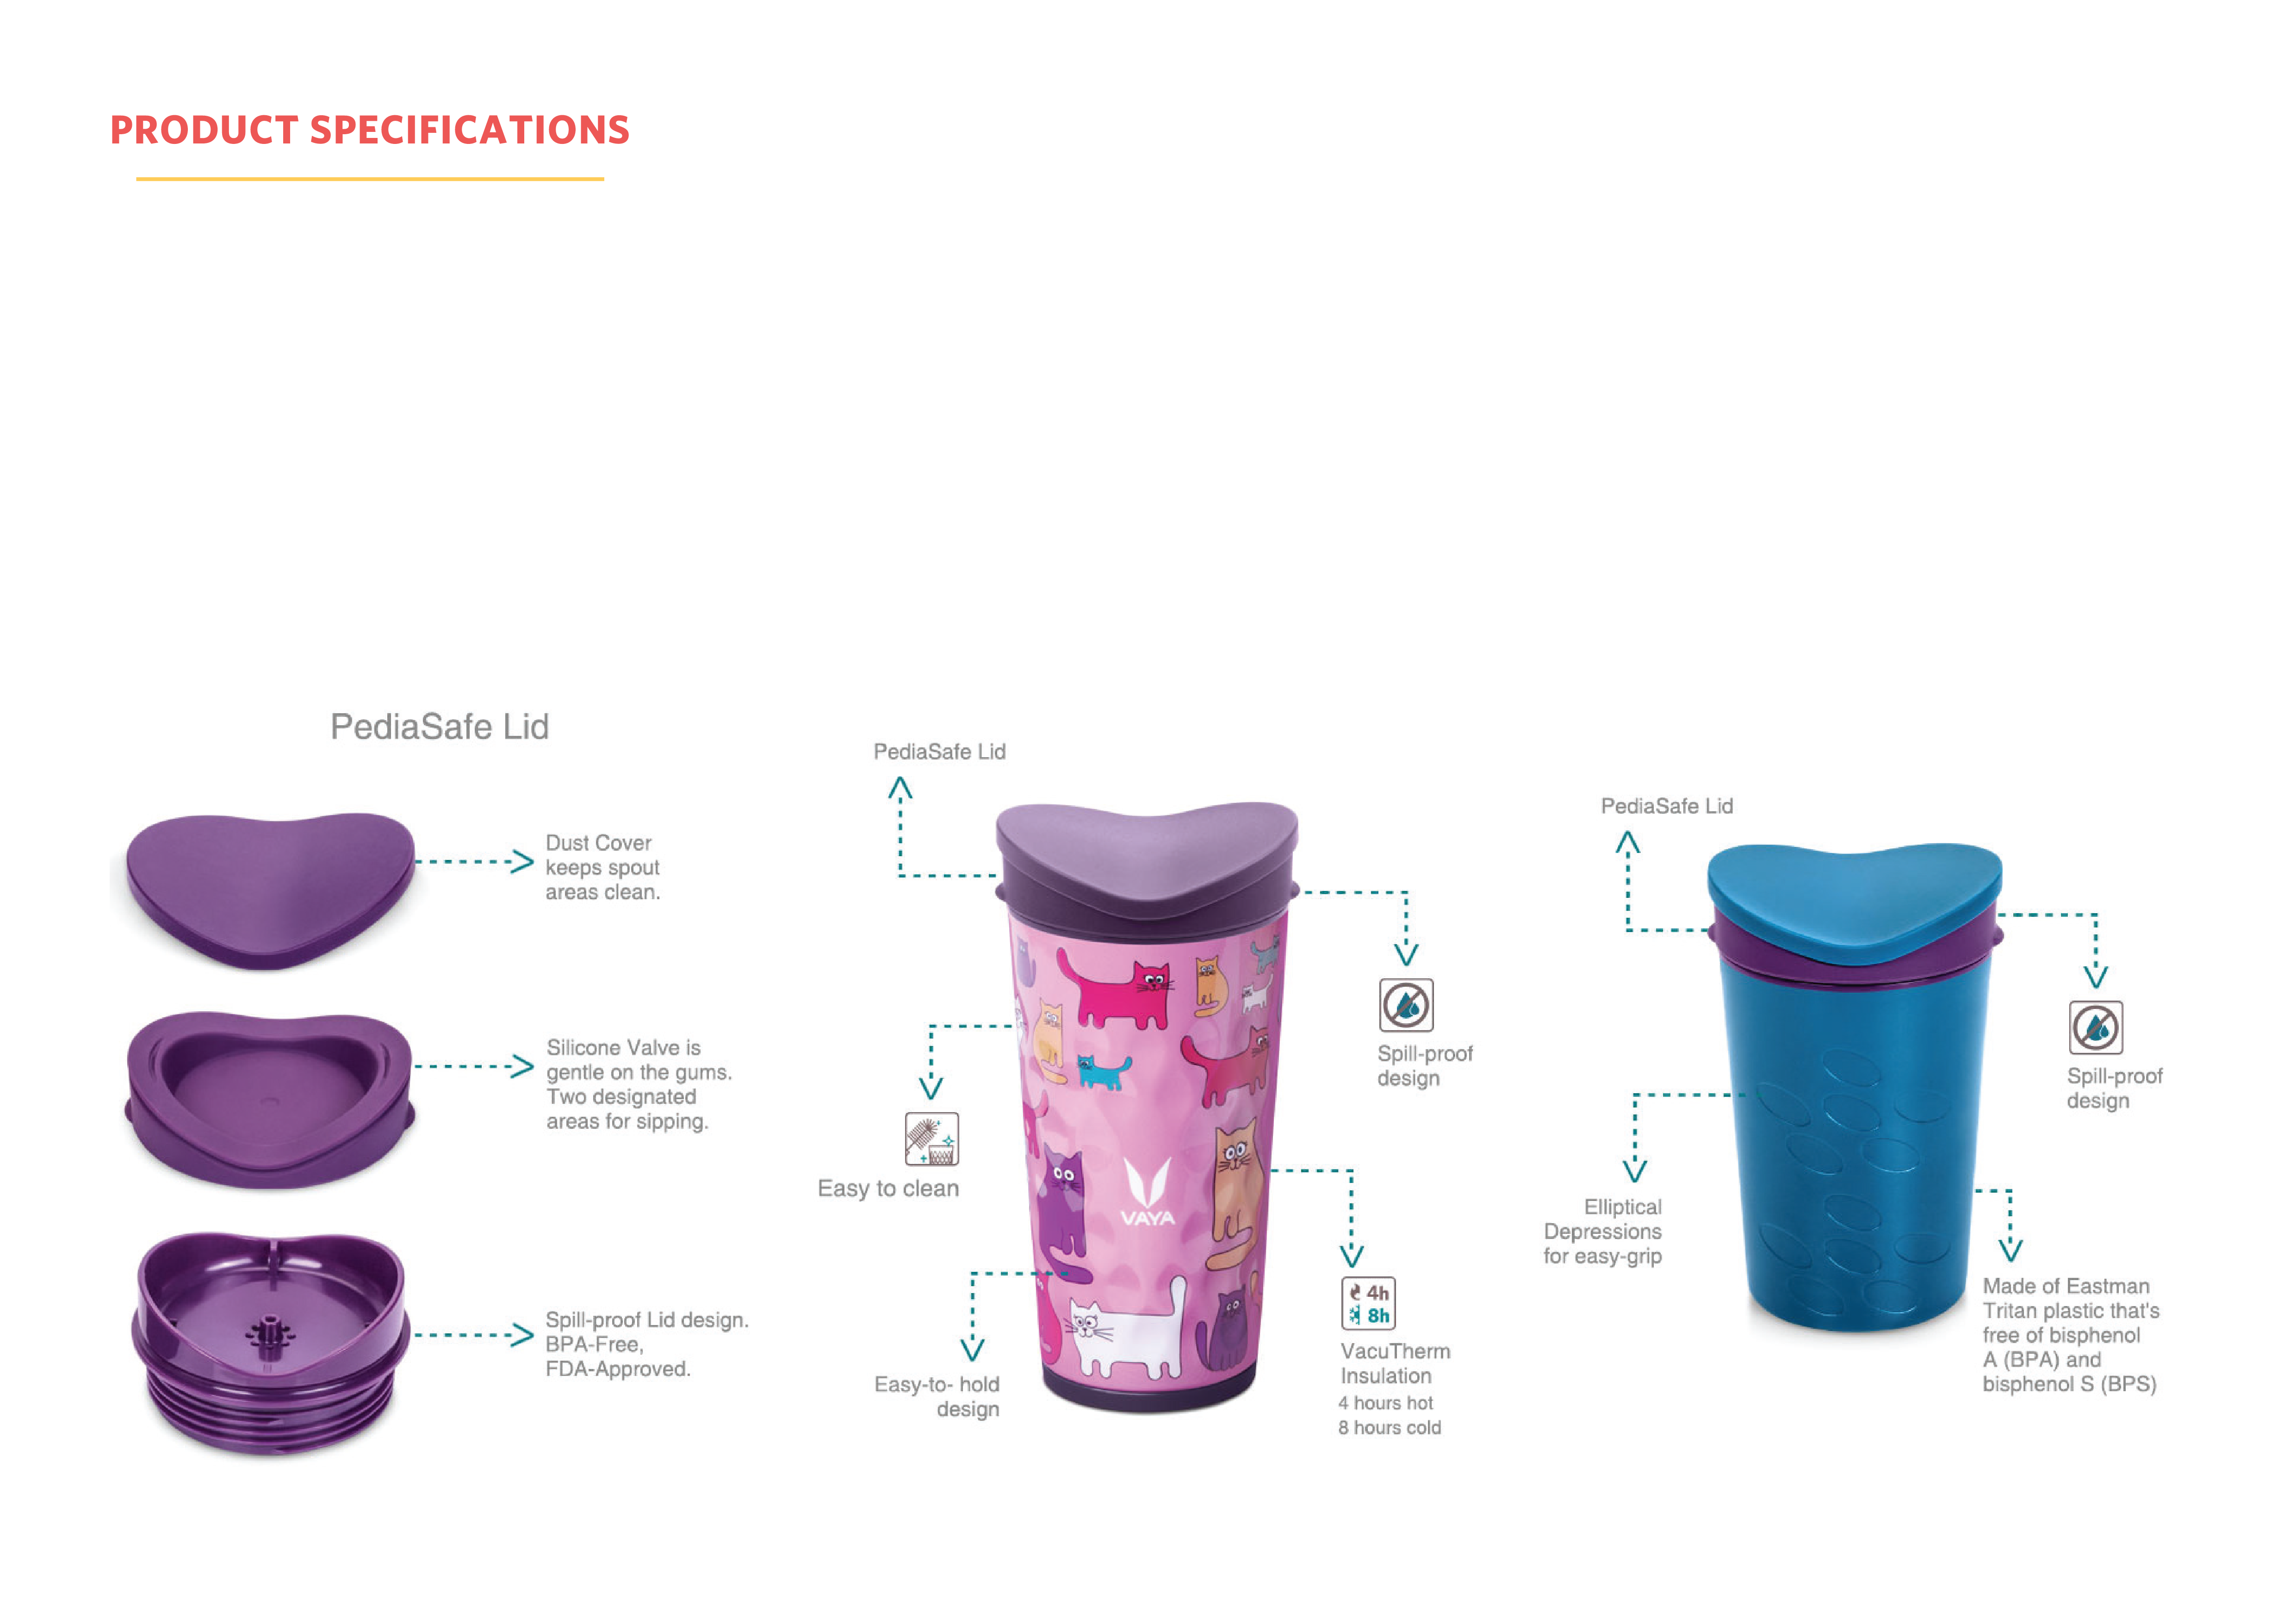 PRODUCT SPECIFICATIONS
PediaSafe Lid
Dust Cover
keeps spout
areas clean.
Silicone Valve is
gentle on the gums.
Two designated
areas for sipping.
Spill-proof Lid design.
BPA-Free,
FDA-Approved.
PediaSafe Lid
Spill-proof
design
Easy to clean
VAYA
4h
8h
VacuTherm
Insulation
4 hours hot
8 hours cold
Easy-to- hold
design
PediaSafe Lid
Spill-proof
design
Elliptical
Depressions
for easy-grip
Made of Eastman
Tritan plastic that's
free of bisphenol
A (BPA) and
bisphenol S (BPS)